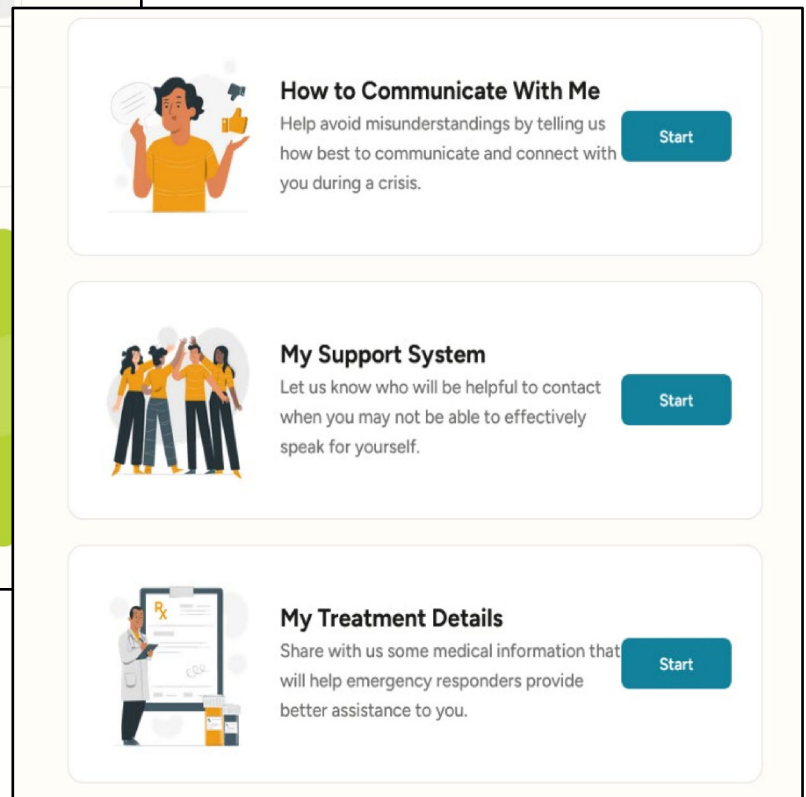 How to Communicate With Me
Help avoid misunderstandings by telling us
how best to communicate and connect with
you during a crisis.
Start
My Support System
Let us know who will be helpful to contact
when you may not be able to effectively
speak for yourself.
Start
Rx
My Treatment Details
Share with us some medical information that
will help emergency responders provide
better assistance to you.
Start